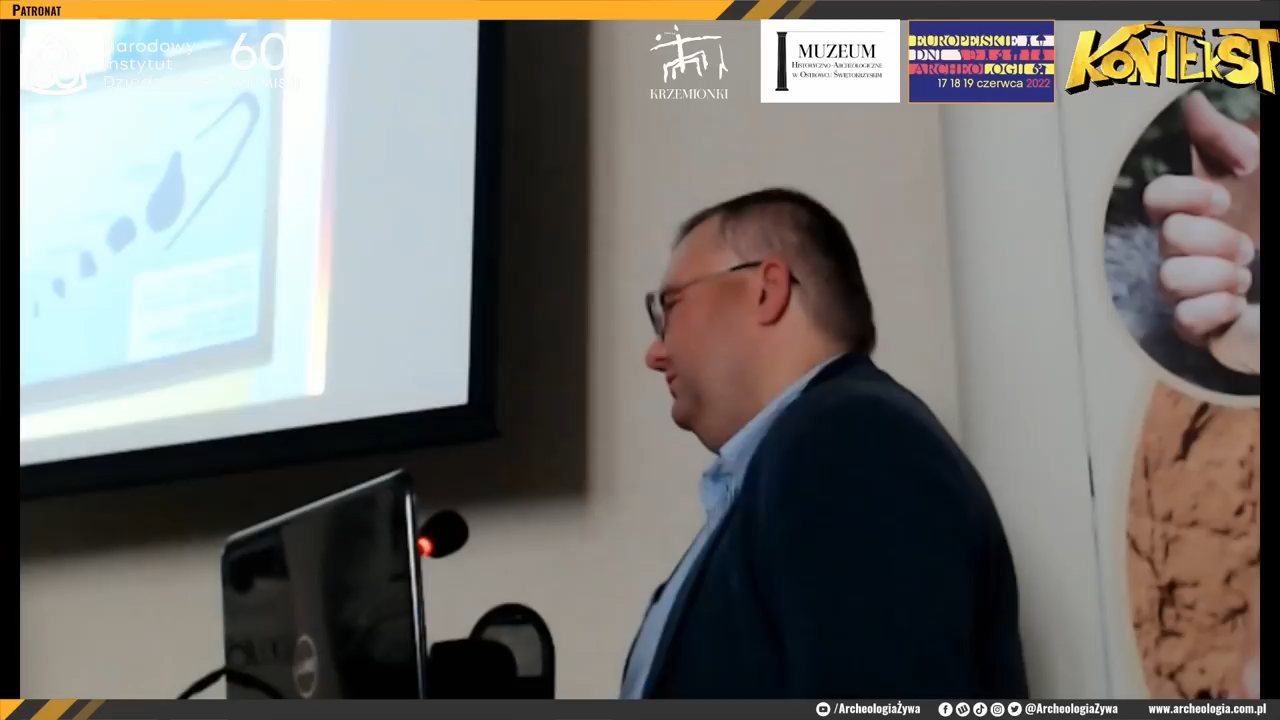 PATRONAT
Narodowy
Instytut
60
KRZEMIONKI
MUZEUM
HISTORYCZNO-ARCHEOLOGICZNE
W OSTROWCU ŚWIĘTOKRZYSKIM
EUROPEJSKIE
DNI
ARCHEOLOGII
17 18 19 czerwca 2022
KONTEKST
/ArcheologiaŻywa
@ArcheologiaZywa
www.archeologia.com.pl